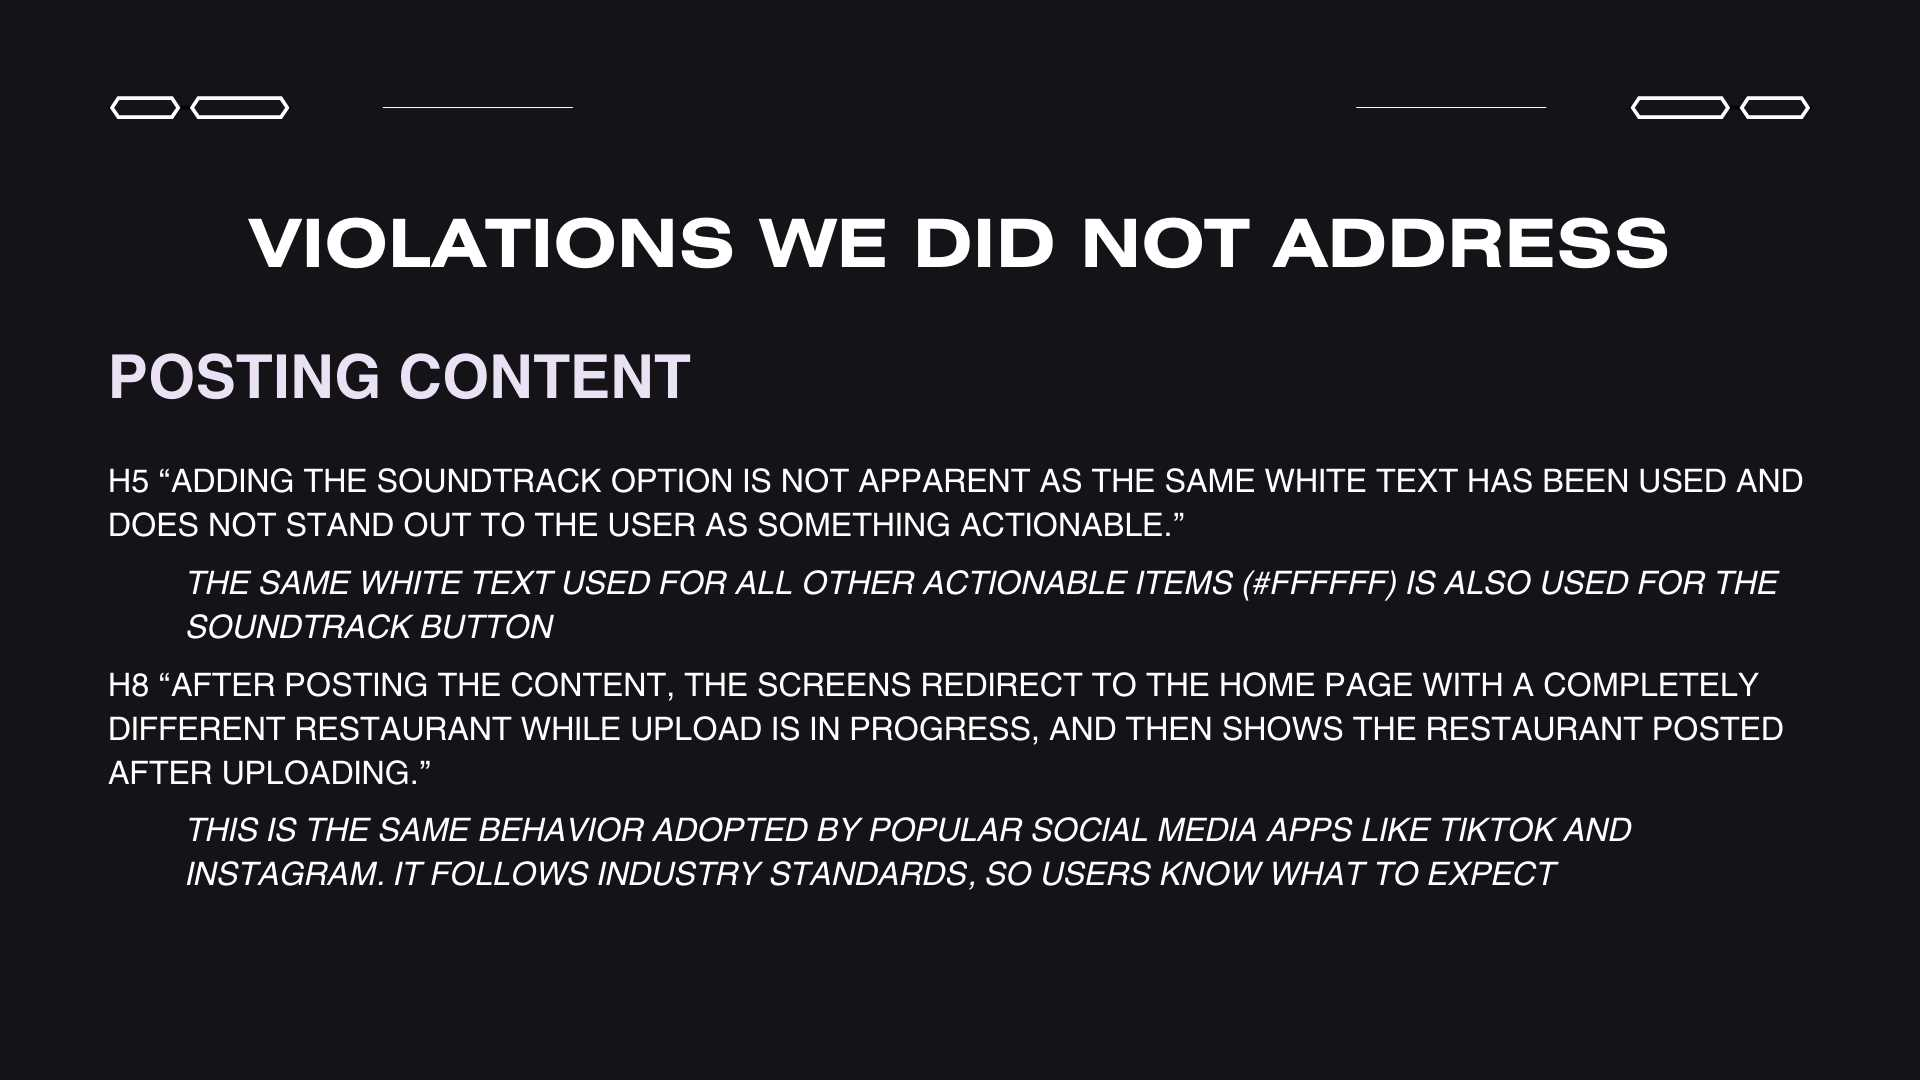 VIOLATIONS WE DID NOT ADDRESS
POSTING CONTENT
H5 “ADDING THE SOUNDTRACK OPTION IS NOT APPARENT AS THE SAME WHITE TEXT HAS BEEN USED AND
DOES NOT STAND OUT TO THE USER AS SOMETHING ACTIONABLE.”
THE SAME WHITE TEXT USED FOR ALL OTHER ACTIONABLE ITEMS (#FFFFFF) IS ALSO USED FOR THE
SOUNDTRACK BUTTON
H8 “AFTER POSTING THE CONTENT, THE SCREENS REDIRECT TO THE HOME PAGE WITH A COMPLETELY
DIFFERENT RESTAURANT WHILE UPLOAD IS IN PROGRESS, AND THEN SHOWS THE RESTAURANT POSTED
AFTER UPLOADING.”
THIS IS THE SAME BEHAVIOR ADOPTED BY POPULAR SOCIAL MEDIA APPS LIKE TIKTOK AND
INSTAGRAM. IT FOLLOWS INDUSTRY STANDARDS, SO USERS KNOW WHAT TO EXPECT